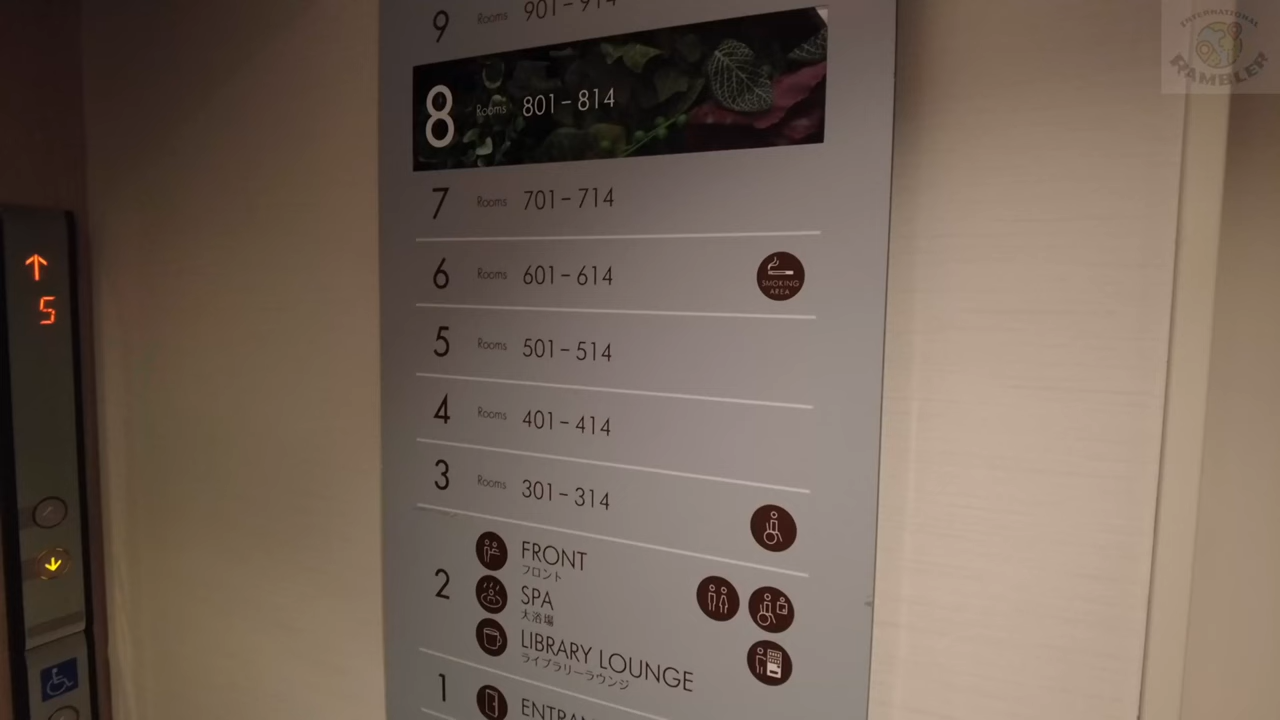 INTERNATIONAL
RAMBLER
9 Rooms 901-914
8 Rooms 801-814
7 Rooms 701-714
6 Rooms 601-614
SMOKING
AREA
5 Rooms 501-514
4 Rooms 401-414
3 Rooms 301-314
2
FRONT
フロント
SPA
大浴場
LIBRARY LOUNGE
ライブラリーラウンジ
1
5